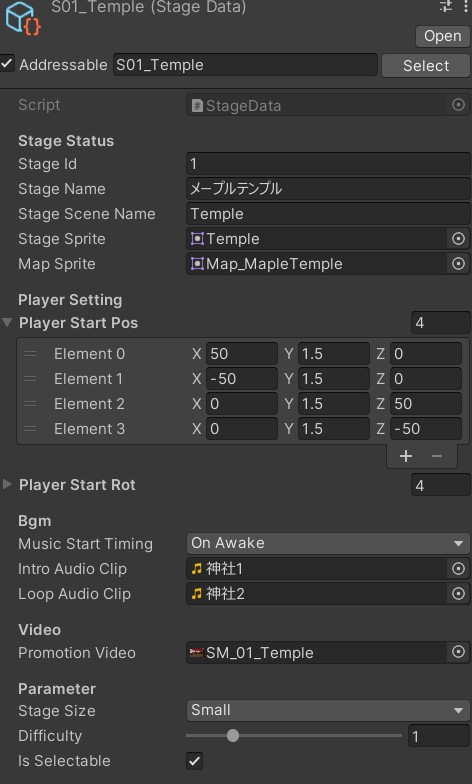 S01_Temple (Stage Data)
Open
Addressable S01_Temple Select
Script StageData
Stage Status
Stage Id 1
Stage Name メープルテンプル
Stage Scene Name Temple
Stage Sprite Temple
Map Sprite Map_MapleTemple
Player Setting
Player Start Pos 4
Element 0 X 50 Y 1.5 Z 0
Element 1 X -50 Y 1.5 Z 0
Element 2 X 0 Y 1.5 Z 50
Element 3 X 0 Y 1.5 Z -50
+ −
Player Start Rot 4
Bgm
Music Start Timing On Awake
Intro Audio Clip 神社1
Loop Audio Clip 神社2
Video
Promotion Video SM_01_Temple
Parameter
Stage Size Small
Difficulty 1
Is Selectable